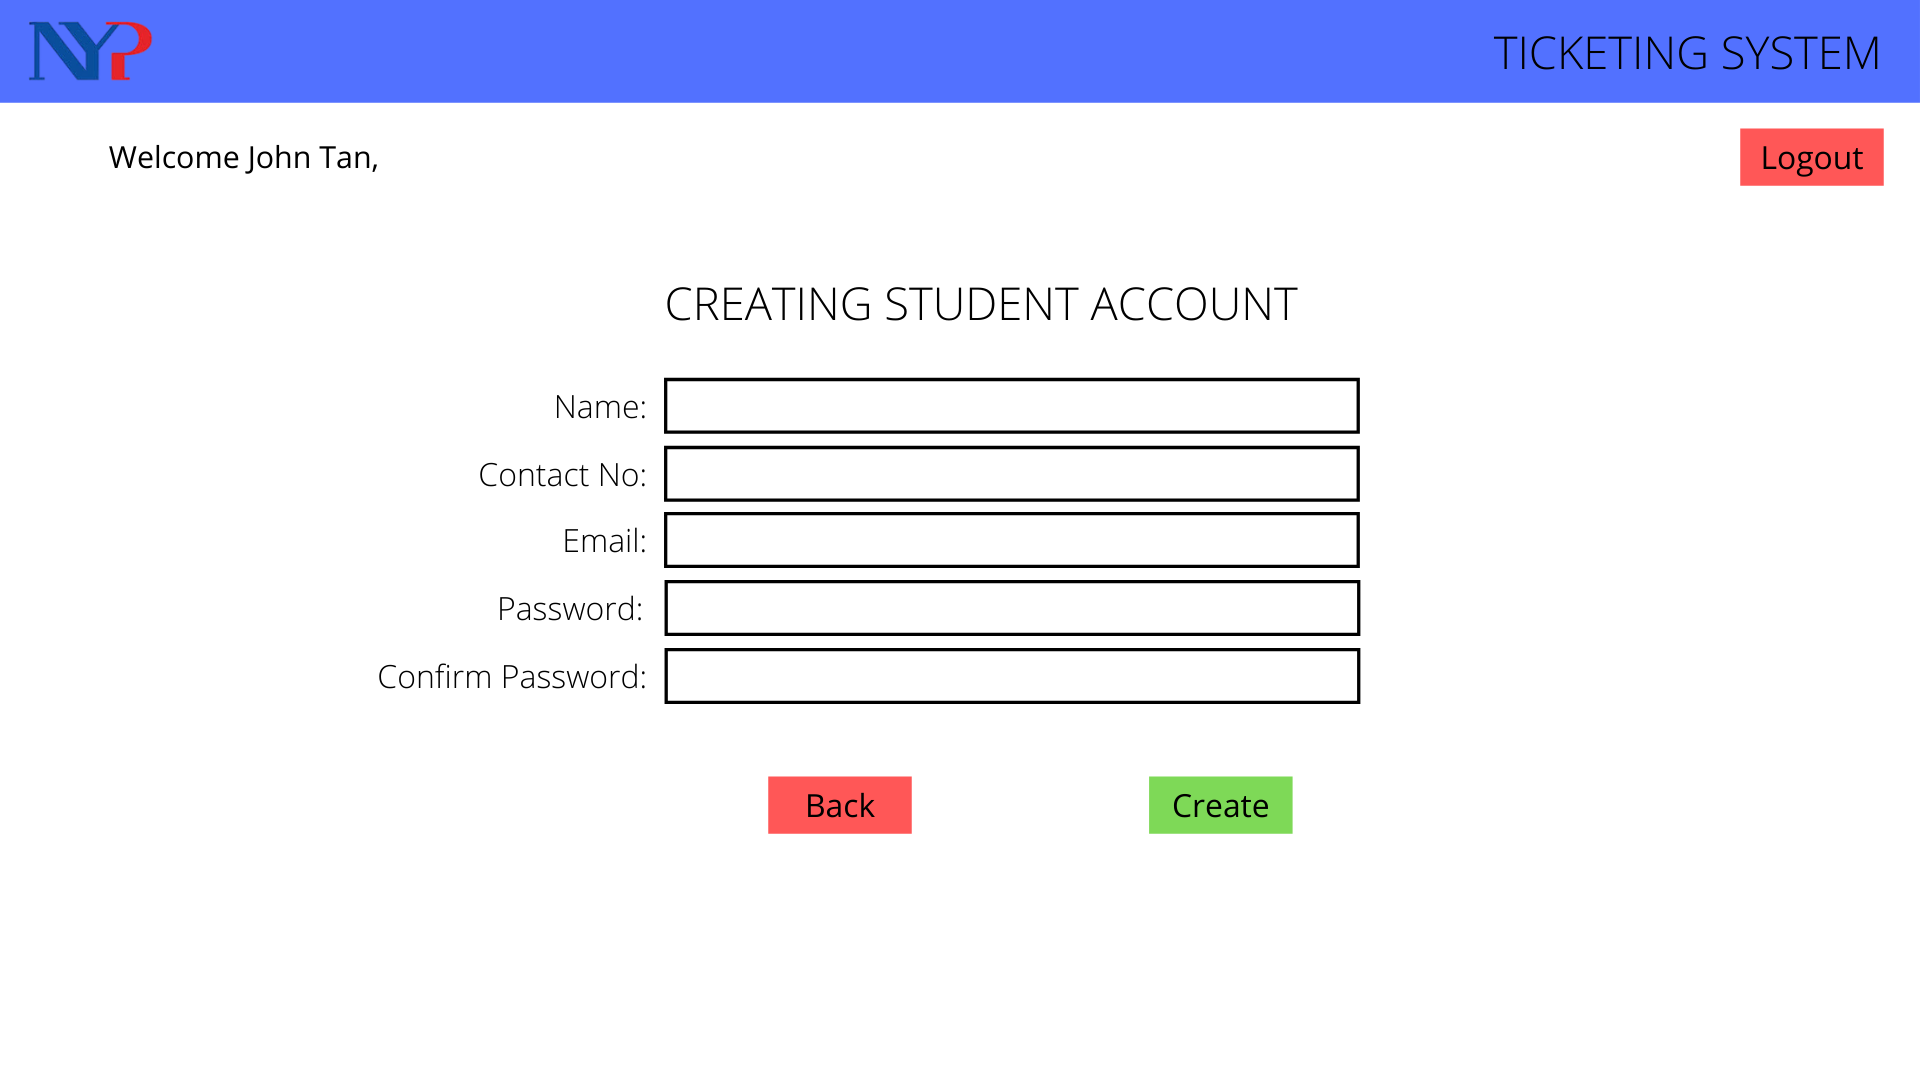 NYP
TICKETING SYSTEM
Welcome John Tan,
Logout
CREATING STUDENT ACCOUNT
Name:
Contact No:
Email:
Password:
Confirm Password:
Back
Create